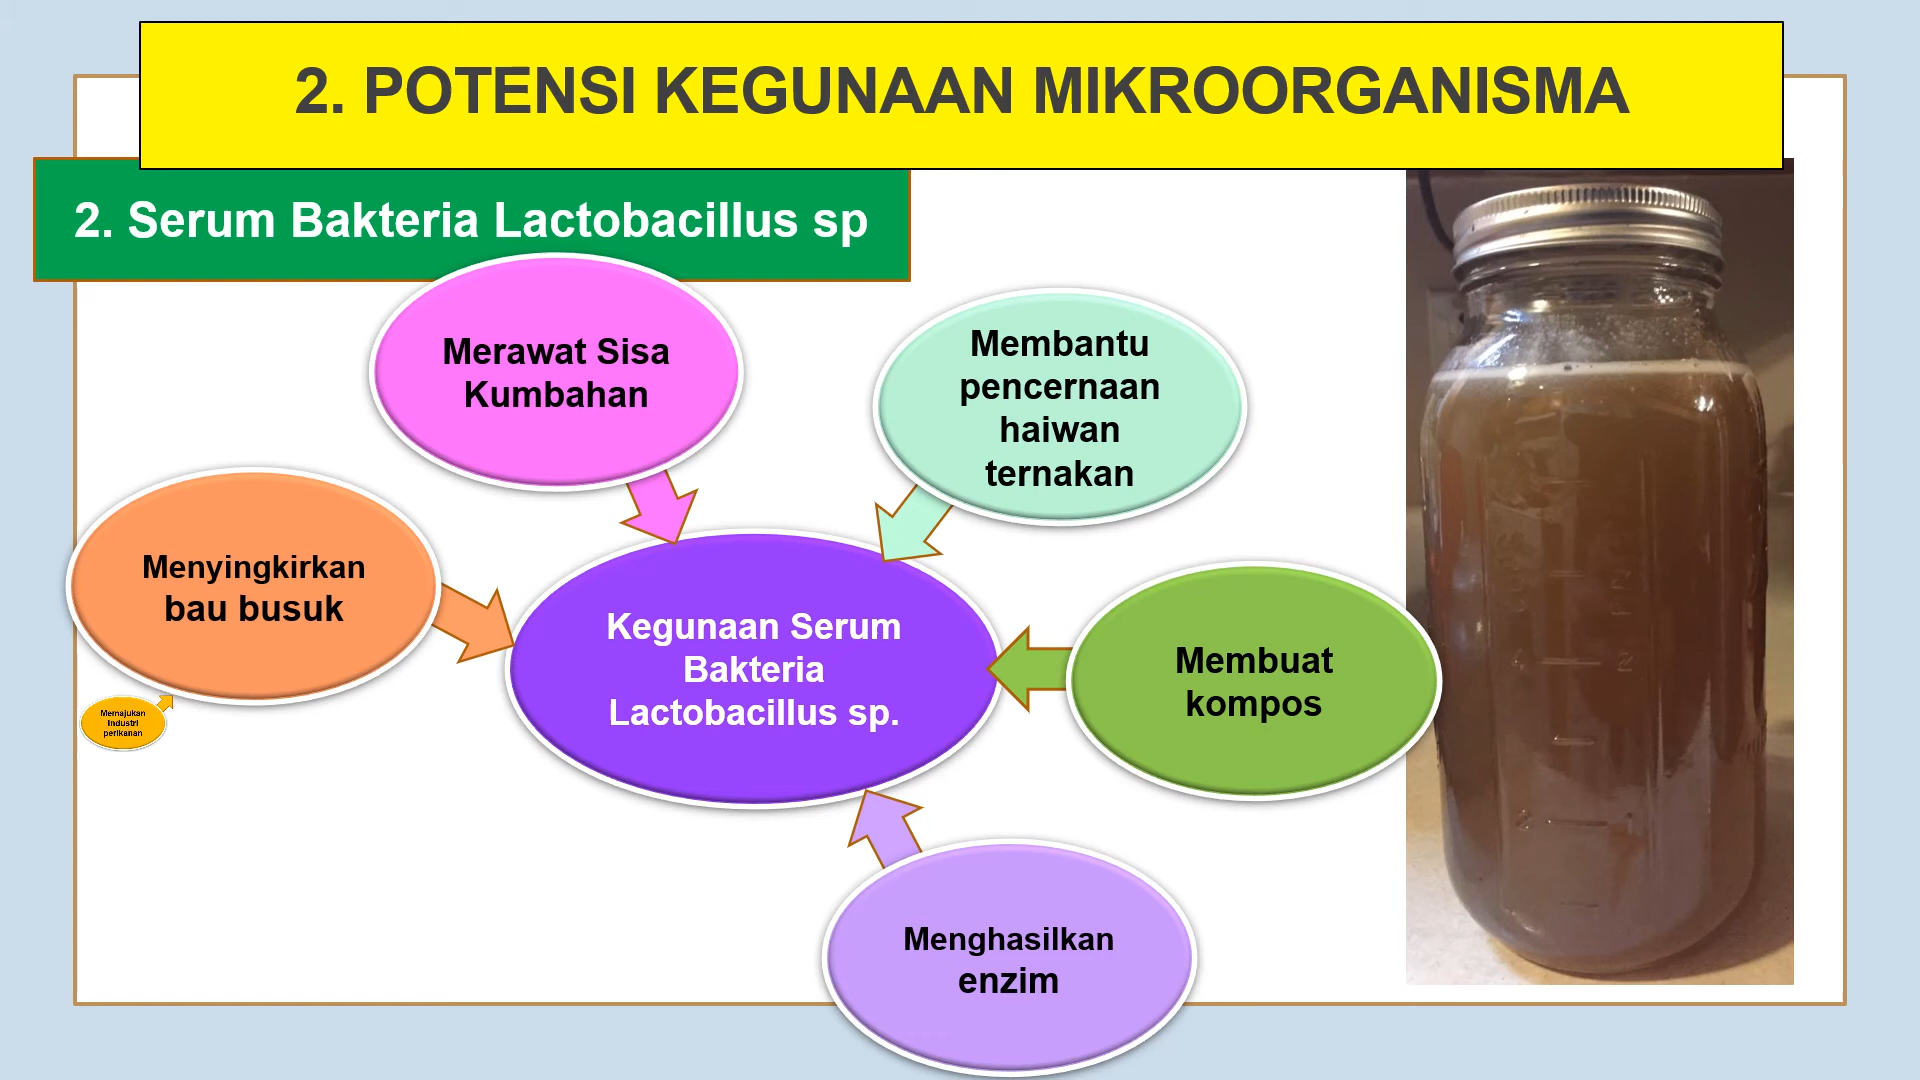 2. POTENSI KEGUNAAN MIKROORGANISMA
2. Serum Bakteria Lactobacillus sp
Merawat Sisa
Kumbahan
Membantu
pencernaan
haiwan
ternakan
Menyingkirkan
bau busuk
Memajukan
industri
perikanan
Kegunaan Serum
Bakteria
Lactobacillus sp.
Membuat
kompos
Menghasilkan
enzim